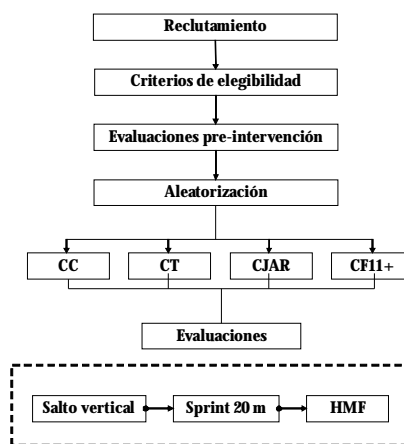 Reclutamiento
Criterios de elegibilidad
Evaluaciones pre-intervención
Aleatorización
CC
CT
CJAR
CF11+
Evaluaciones
Salto vertical
Sprint 20 m
HMF